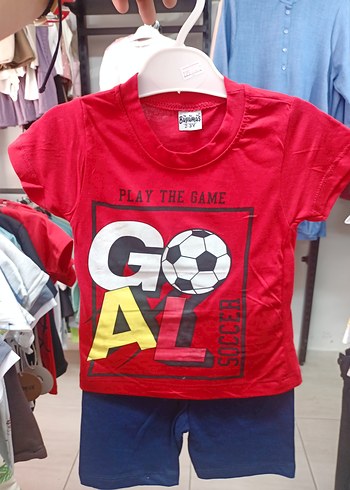 PLAY THE GAME
GO
AL
SOCCER